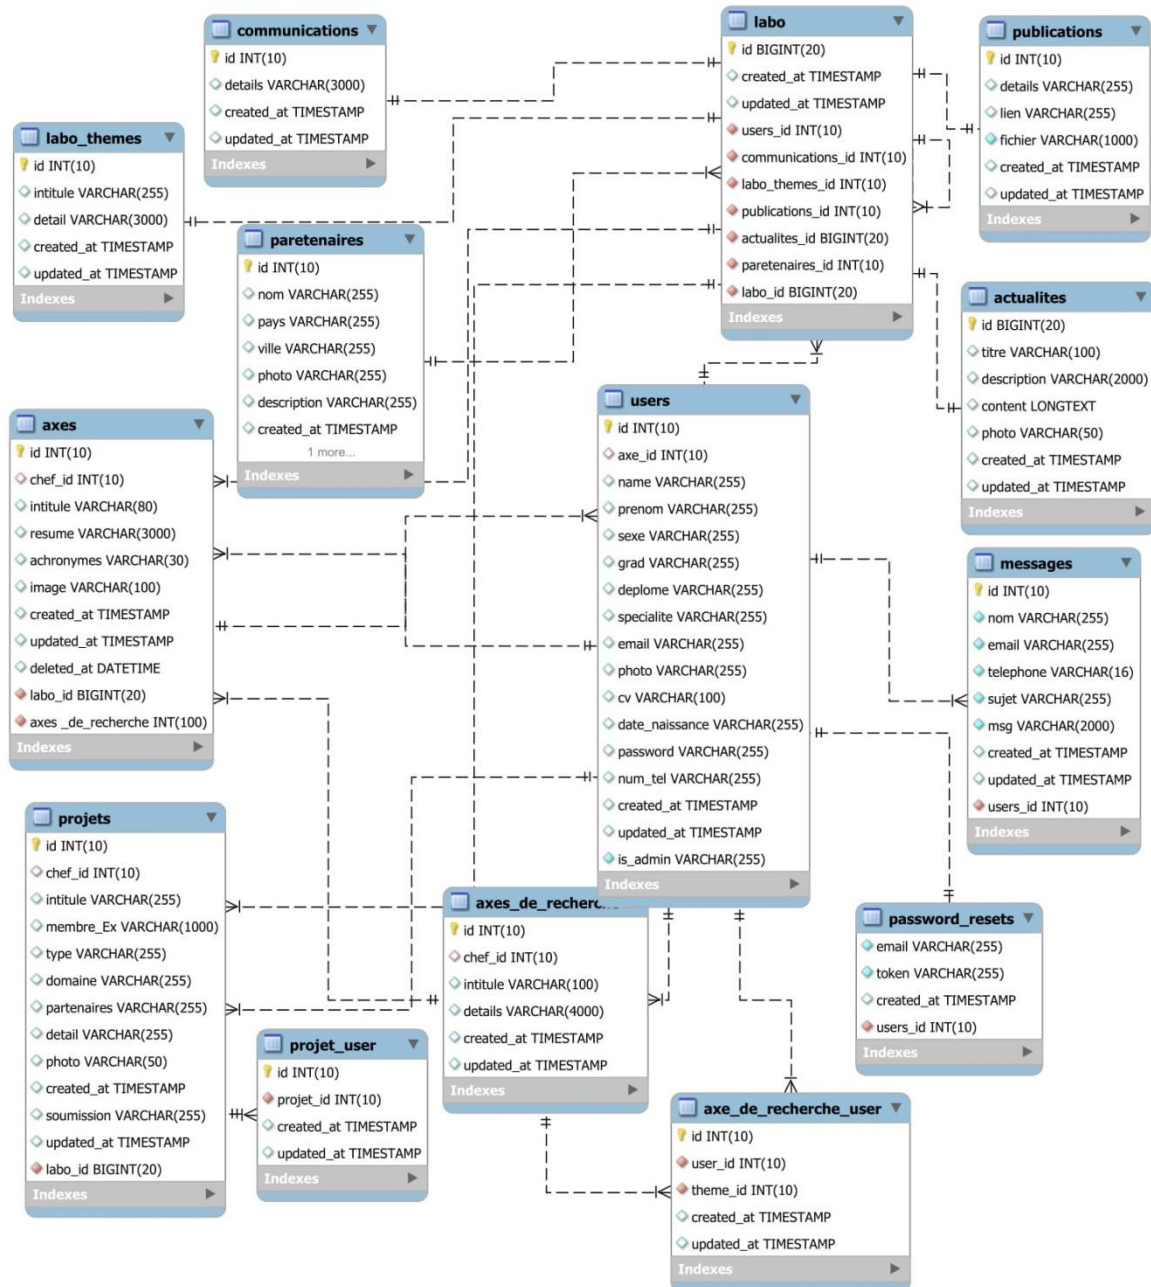 communications
id INT(10)
details VARCHAR(3000)
created_at TIMESTAMP
updated_at TIMESTAMP
Indexes
labo
id BIGINT(20)
created_at TIMESTAMP
updated_at TIMESTAMP
users_id INT(10)
communications_id INT(10)
labo_themes_id INT(10)
publications_id INT(10)
actualites_id BIGINT(20)
paretenaires_id INT(10)
labo_id BIGINT(20)
Indexes
publications
id INT(10)
details VARCHAR(255)
lien VARCHAR(255)
fichier VARCHAR(1000)
created_at TIMESTAMP
updated_at TIMESTAMP
Indexes
labo_themes
id INT(10)
intitule VARCHAR(255)
detail VARCHAR(3000)
created_at TIMESTAMP
updated_at TIMESTAMP
Indexes
paretenaires
id INT(10)
nom VARCHAR(255)
pays VARCHAR(255)
ville VARCHAR(255)
photo VARCHAR(255)
description VARCHAR(255)
created_at TIMESTAMP
1 more...
Indexes
actualites
id BIGINT(20)
titre VARCHAR(100)
description VARCHAR(2000)
content LONGTEXT
photo VARCHAR(50)
created_at TIMESTAMP
updated_at TIMESTAMP
Indexes
axes
id INT(10)
chef_id INT(10)
intitule VARCHAR(80)
resume VARCHAR(3000)
achronymes VARCHAR(30)
image VARCHAR(100)
created_at TIMESTAMP
updated_at TIMESTAMP
deleted_at DATETIME
labo_id BIGINT(20)
axes _de_recherche INT(100)
Indexes
users
id INT(10)
axe_id INT(10)
name VARCHAR(255)
prenom VARCHAR(255)
sexe VARCHAR(255)
grad VARCHAR(255)
deplome VARCHAR(255)
specialite VARCHAR(255)
email VARCHAR(255)
photo VARCHAR(255)
cv VARCHAR(100)
date_naissance VARCHAR(255)
password VARCHAR(255)
num_tel VARCHAR(255)
created_at TIMESTAMP
updated_at TIMESTAMP
is_admin VARCHAR(255)
Indexes
messages
id INT(10)
nom VARCHAR(255)
email VARCHAR(255)
telephone VARCHAR(16)
sujet VARCHAR(255)
msg VARCHAR(2000)
created_at TIMESTAMP
updated_at TIMESTAMP
users_id INT(10)
Indexes
projets
id INT(10)
chef_id INT(10)
intitule VARCHAR(255)
membre_Ex VARCHAR(1000)
type VARCHAR(255)
domaine VARCHAR(255)
partenaires VARCHAR(255)
detail VARCHAR(255)
photo VARCHAR(50)
created_at TIMESTAMP
soumission VARCHAR(255)
updated_at TIMESTAMP
labo_id BIGINT(20)
Indexes
axes_de_recherche
id INT(10)
chef_id INT(10)
intitule VARCHAR(100)
details VARCHAR(4000)
created_at TIMESTAMP
updated_at TIMESTAMP
Indexes
password_resets
email VARCHAR(255)
token VARCHAR(255)
created_at TIMESTAMP
users_id INT(10)
Indexes
projet_user
id INT(10)
projet_id INT(10)
created_at TIMESTAMP
updated_at TIMESTAMP
Indexes
axe_de_recherche_user
id INT(10)
user_id INT(10)
theme_id INT(10)
created_at TIMESTAMP
updated_at TIMESTAMP
Indexes